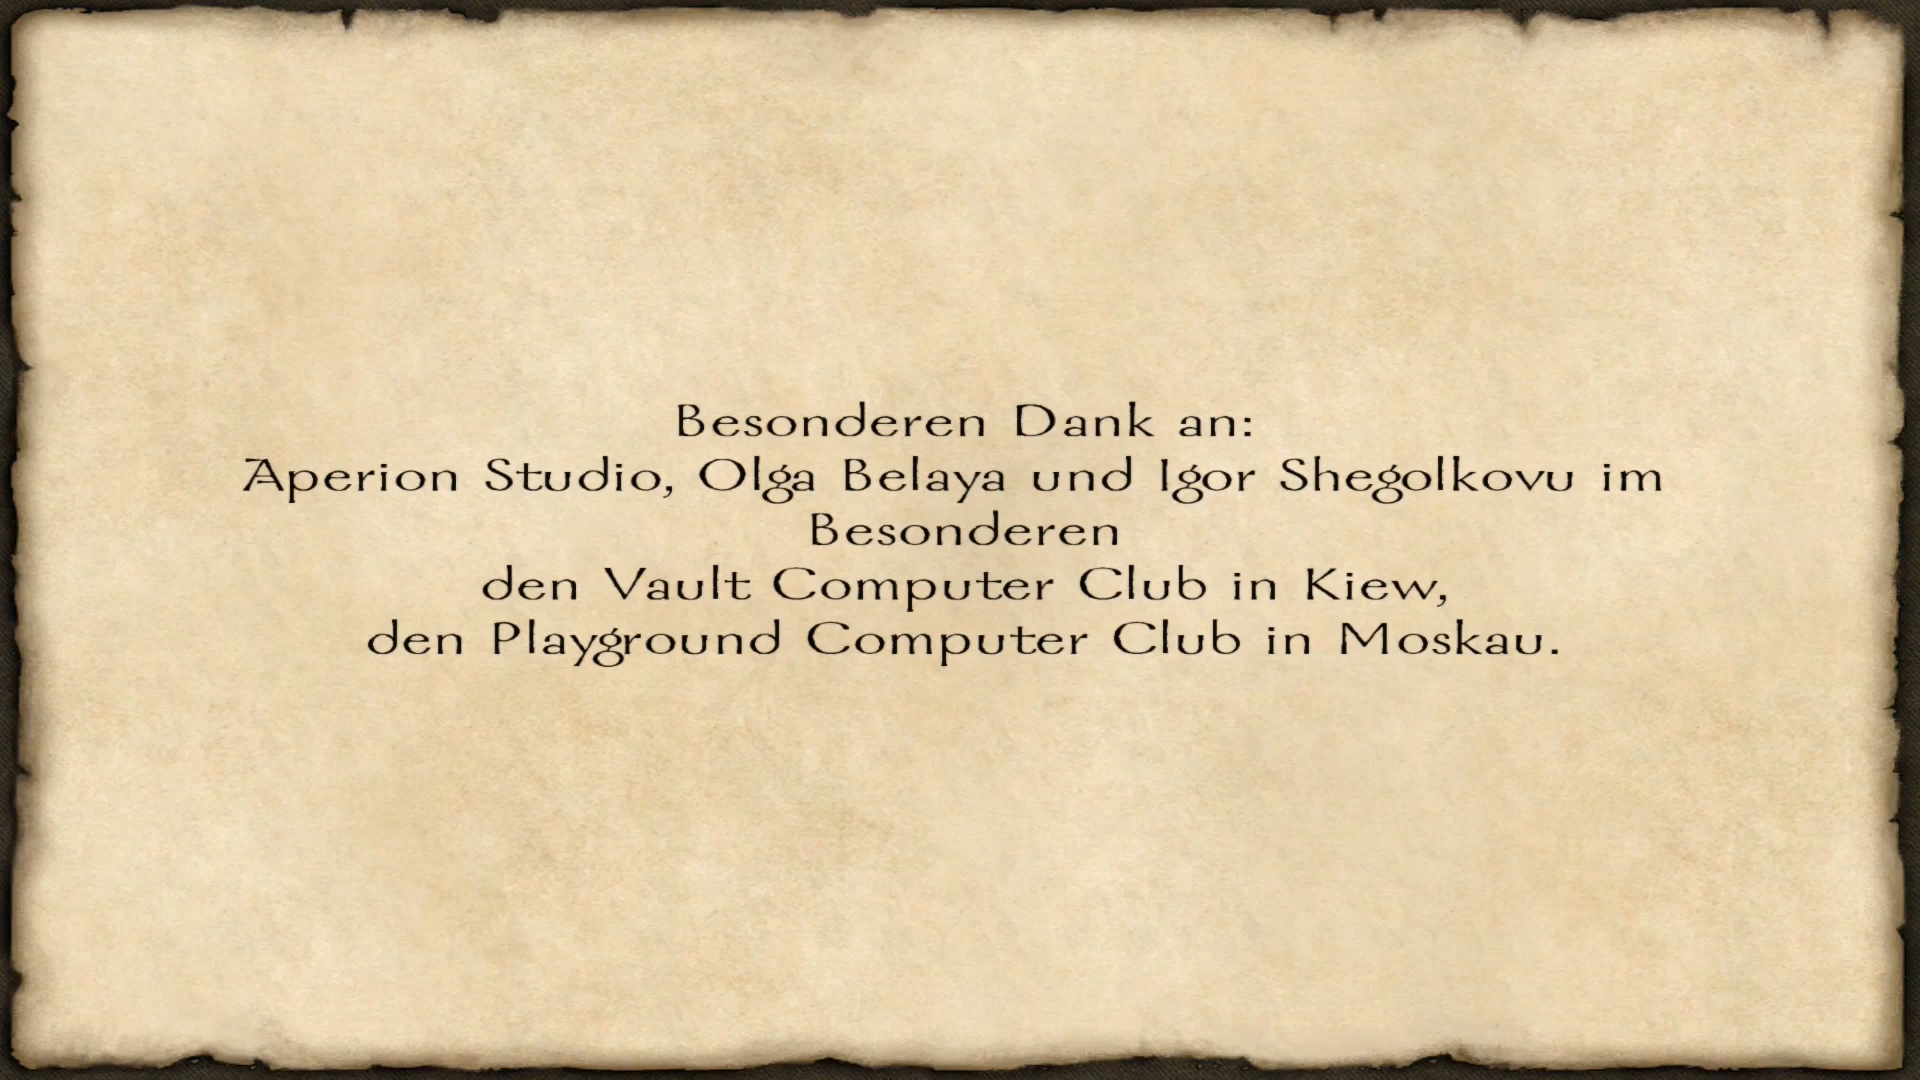 Besonderen Dank an:
Aperion Studio, Olga Belaya und Igor Shegolkovu im
Besonderen
den Vault Computer Club in Kiew,
den Playground Computer Club in Moskau.